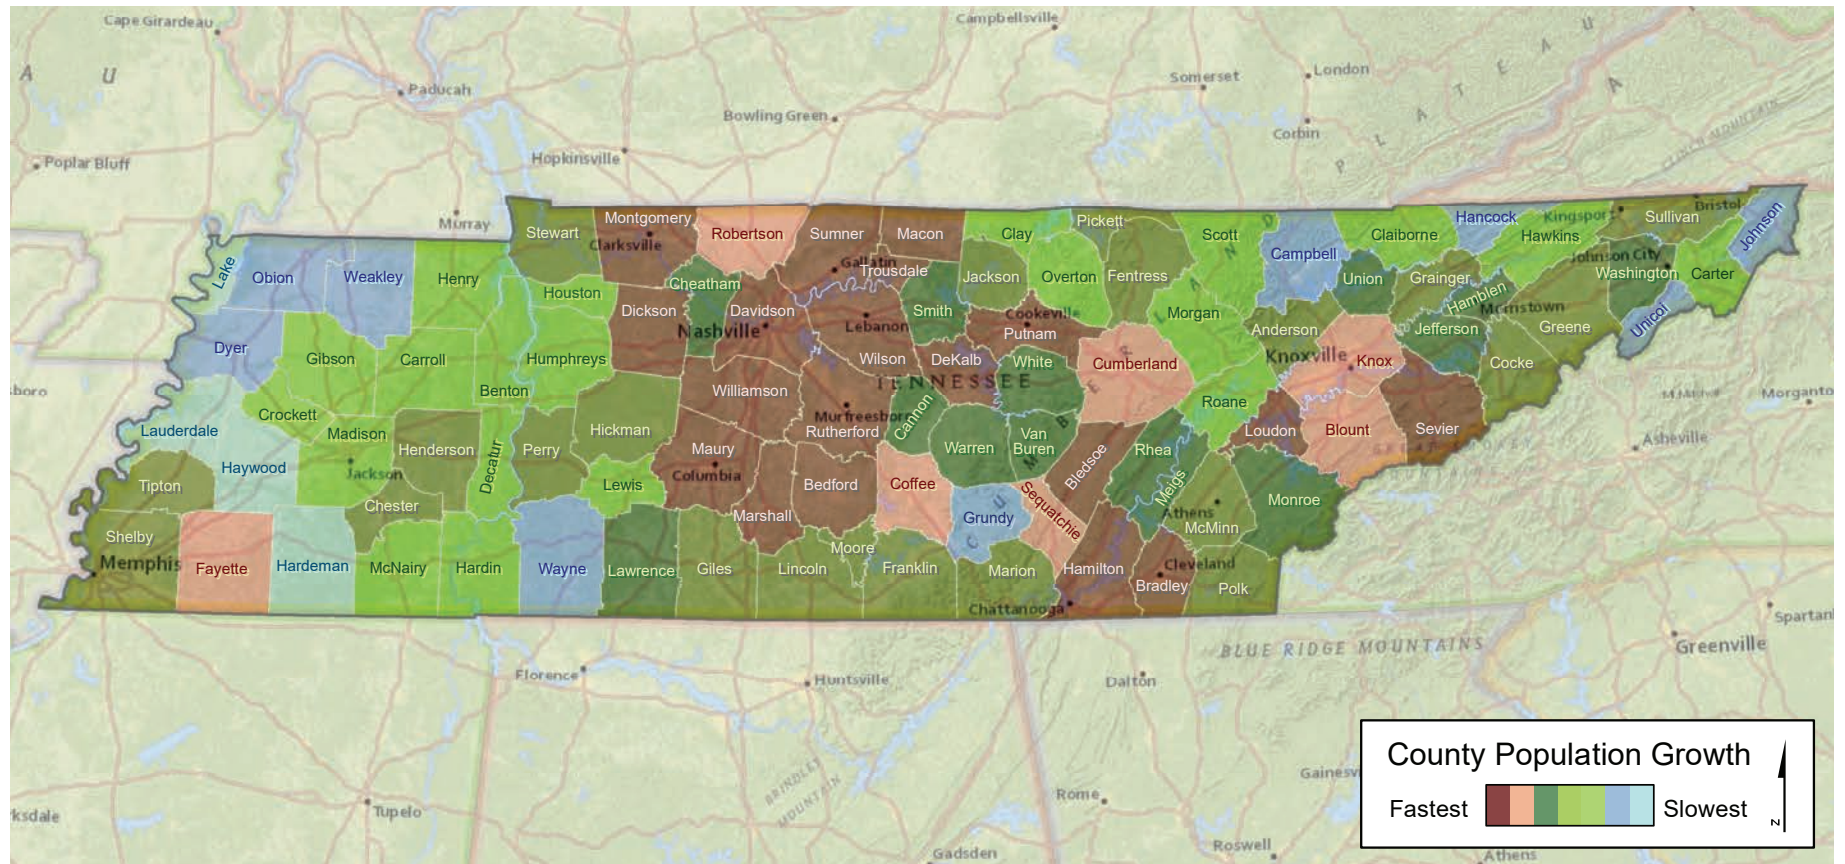 Cape Girardeau
Campbellsville
A U
Paducah
Somerset
London
P L A T E A U
A
Bowling Green
Corbin
Poplar Bluff
Hopkinsville
Murray
Stewart
Montgomery
Clarksville
Robertson
Sumner
Macon
Gallatin
Trousdale
Clay
Pickett
Scott
Campbell
Claiborne
Hancock
Kingsport
Hawkins
Sullivan
Bristol
Johnson
Lake
Obion
Weakley
Henry
Houston
Cheatham
Jackson
Overton
Fentress
Union
Grainger
Hamblen
Morristown
Johnson City
Washington
Carter
Unicoi
Dickson
Nashville
Davidson
Lebanon
Smith
Cookeville
Putnam
Morgan
Anderson
Knoxville
Knox
Jefferson
Greene
Cocke
Dyer
Gibson
Carroll
Humphreys
Benton
Wilson
DeKalb
White
Cumberland
TENNESSEE
sboro
Crockett
Williamson
Murfreesboro
Rutherford
Cannon
Roane
Loudon
Blount
Sevier
Morganto
Asheville
Lauderdale
Madison
Henderson
Decatur
Perry
Hickman
Maury
Columbia
Warren
Van
Buren
Bledsoe
Rhea
Meigs
Haywood
Jackson
Tipton
Chester
Lewis
Bedford
Coffee
Grundy
Sequatchie
Athens
McMinn
Monroe
Marshall
Shelby
Memphis
Fayette
Hardeman
McNairy
Hardin
Wayne
Lawrence
Giles
Lincoln
Moore
Franklin
Marion
Hamilton
Bradley
Cleveland
Polk
Chattanooga
BLUE RIDGE MOUNTAINS
Spartanl
Greenville
Florence
Huntsville
Dalton
BRINDLEY
MOUNTAIN
Tupelo
rksdale
Rome
Gainesvi
Roswell
Gadsden
Athens
County Population Growth
Fastest
Slowest
N